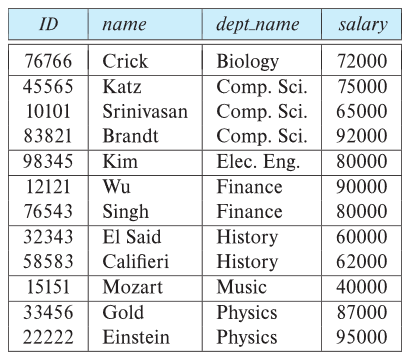 ID name dept_name salary
76766 Crick Biology 72000
45565 Katz Comp. Sci. 75000
10101 Srinivasan Comp. Sci. 65000
83821 Brandt Comp. Sci. 92000
98345 Kim Elec. Eng. 80000
12121 Wu Finance 90000
76543 Singh Finance 80000
32343 El Said History 60000
58583 Califieri History 62000
15151 Mozart Music 40000
33456 Gold Physics 87000
22222 Einstein Physics 95000